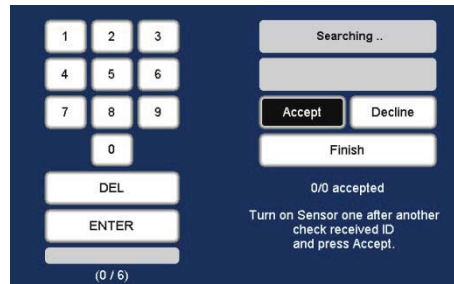 1 2 3
4 5 6
7 8 9
0
DEL
ENTER
(0 / 6)
Searching ..
Accept Decline
Finish
0/0 accepted
Turn on Sensor one after another
check received ID
and press Accept.